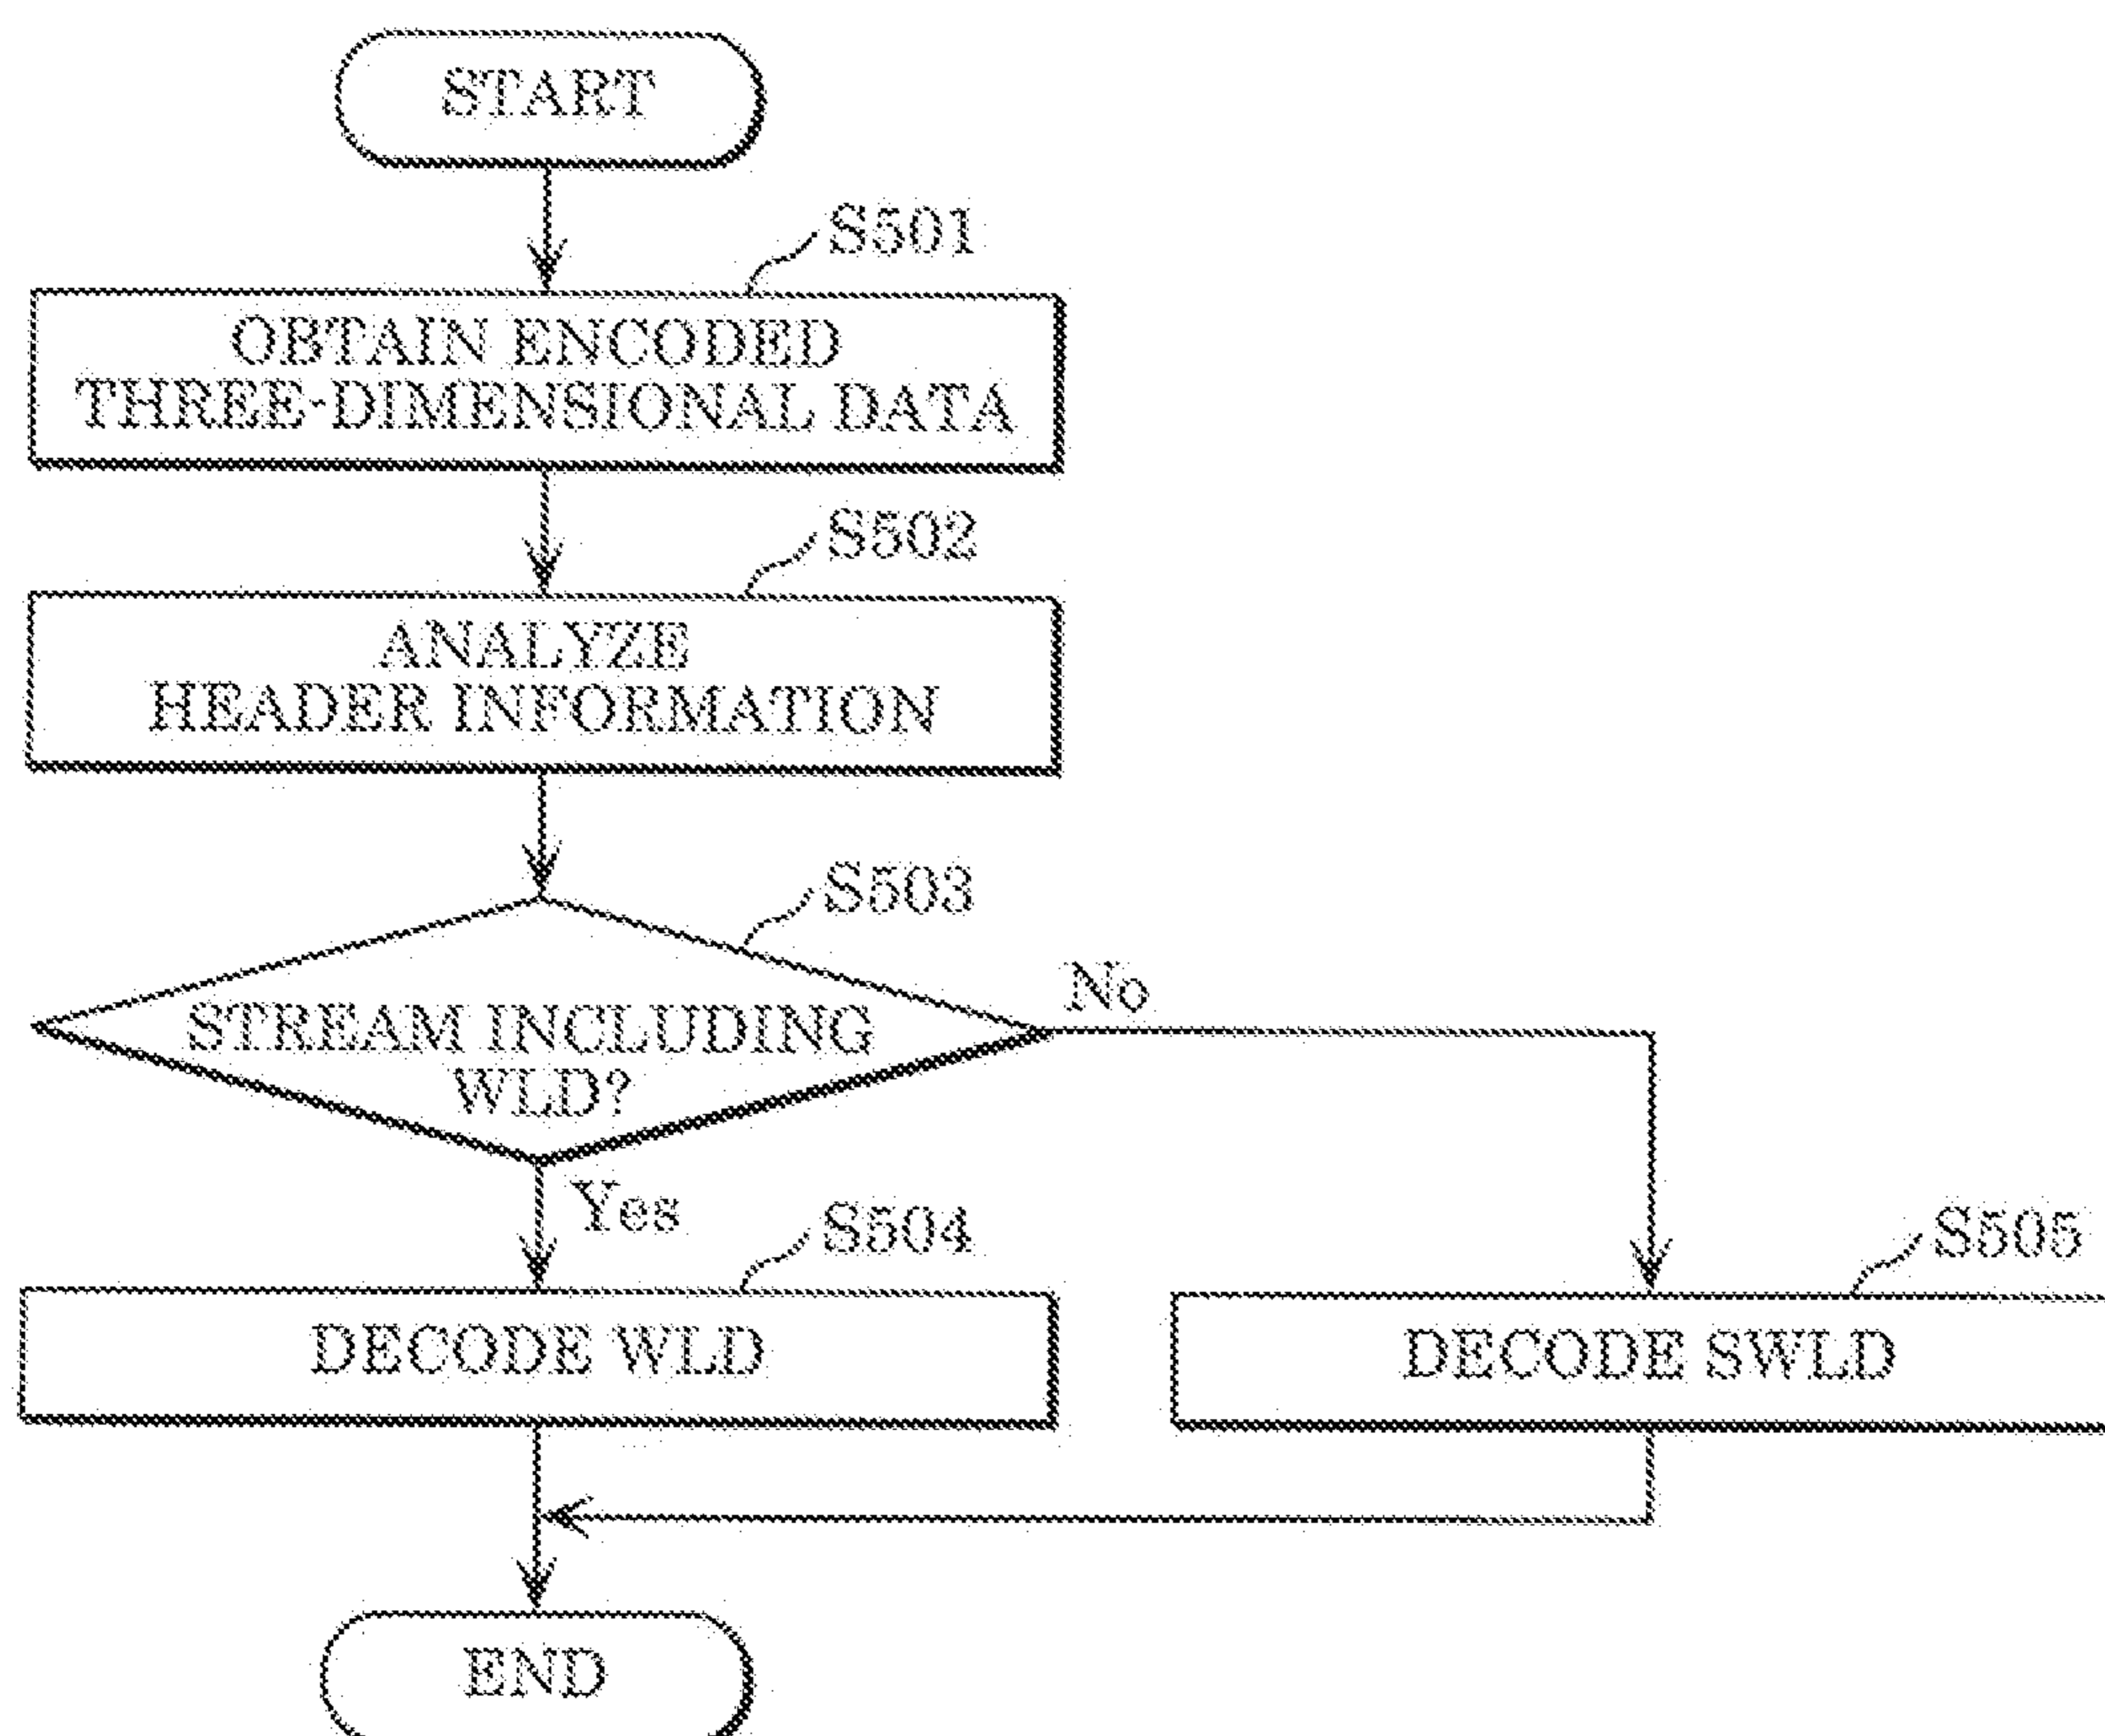 START
S501
OBTAIN ENCODED
THREE-DIMENSIONAL DATA
S502
ANALYZE
HEADER INFORMATION
S503
STREAM INCLUDING
WLD?
No
Yes
S504
DECODE WLD
S505
DECODE SWLD
END